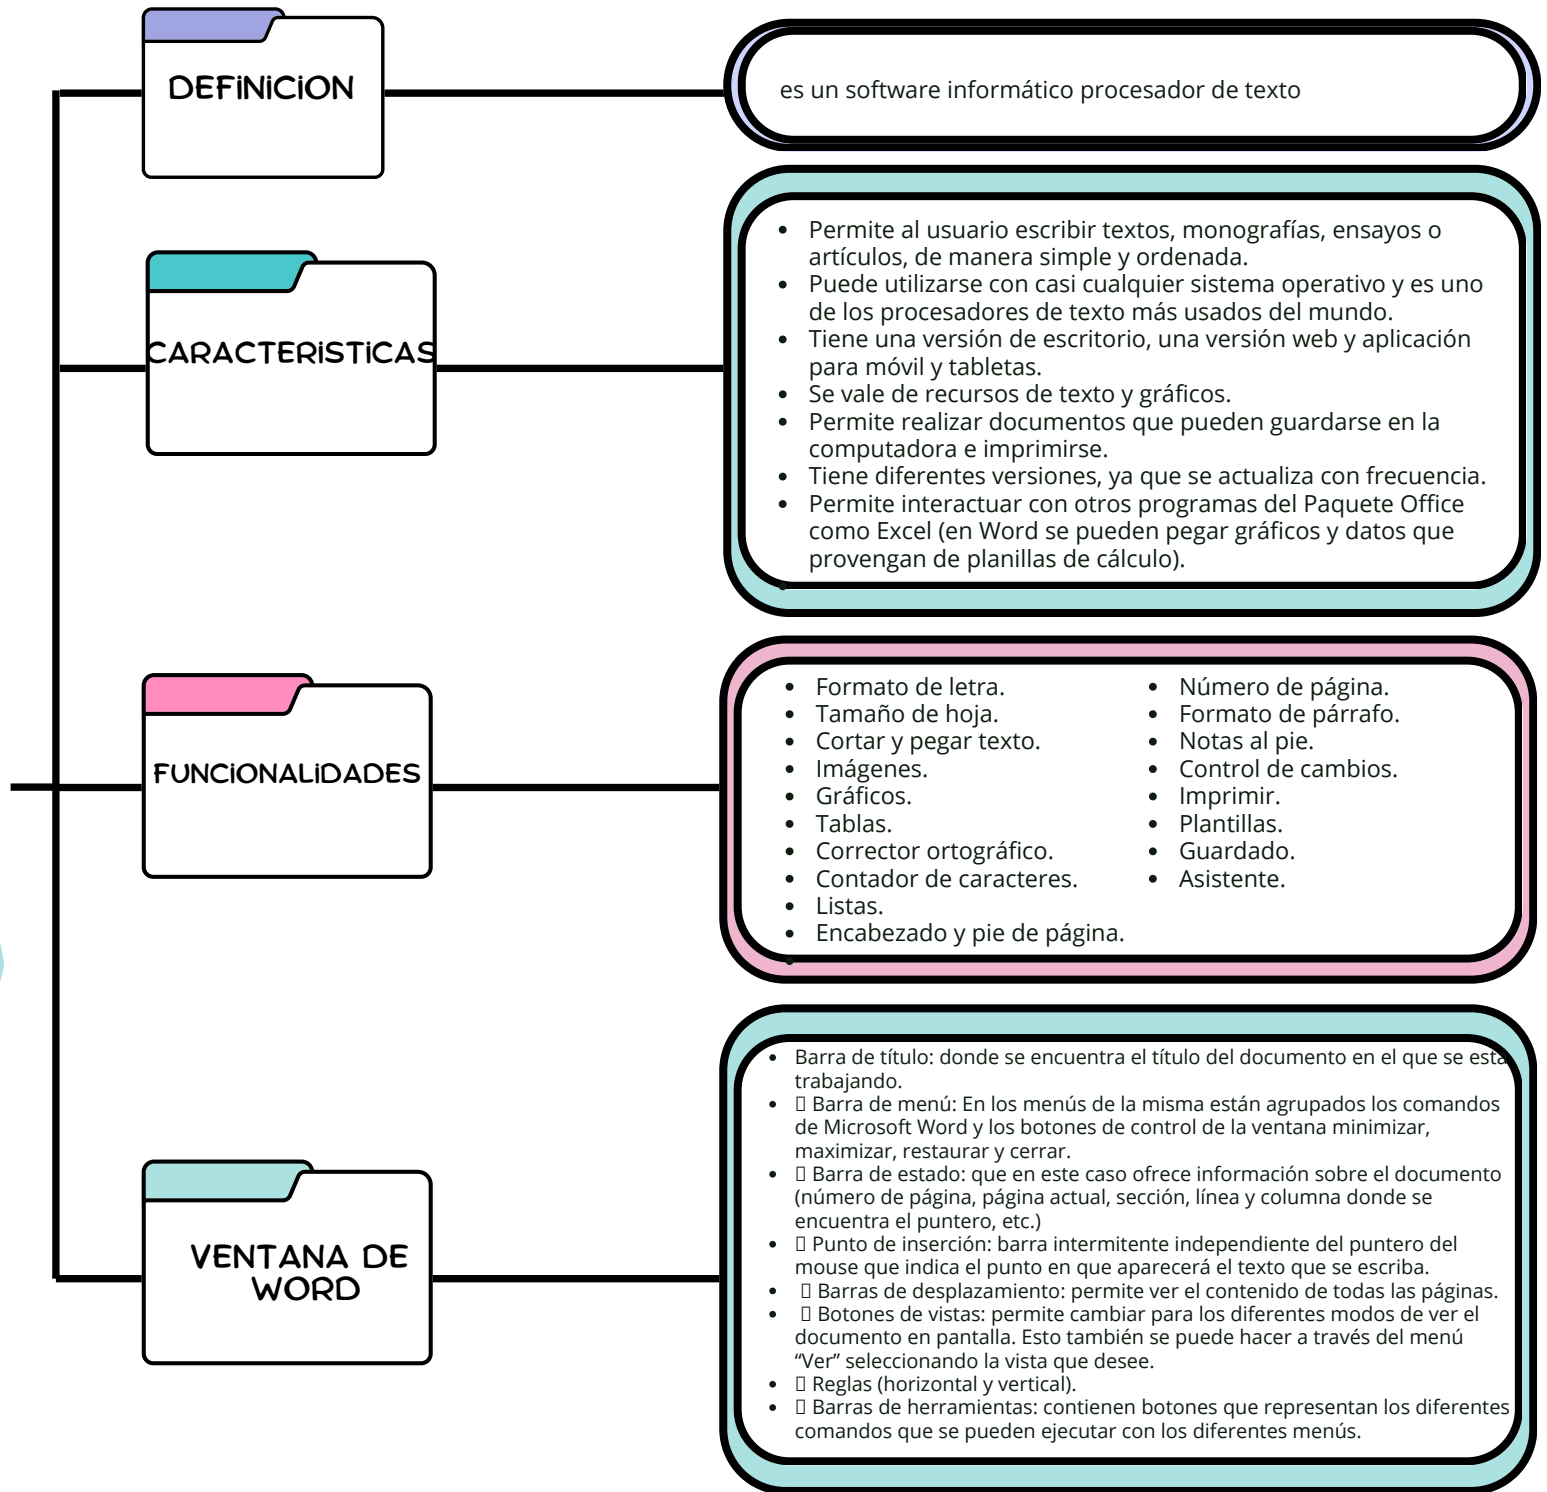 DEFiNiCiON
es un software informático procesador de texto
CARACTERiSTiCAS
• Permite al usuario escribir textos, monografías, ensayos o
artículos, de manera simple y ordenada.
• Puede utilizarse con casi cualquier sistema operativo y es uno
de los procesadores de texto más usados del mundo.
• Tiene una versión de escritorio, una versión web y aplicación
para móvil y tabletas.
• Se vale de recursos de texto y gráficos.
• Permite realizar documentos que pueden guardarse en la
computadora e imprimirse.
• Tiene diferentes versiones, ya que se actualiza con frecuencia.
• Permite interactuar con otros programas del Paquete Office
como Excel (en Word se pueden pegar gráficos y datos que
provengan de planillas de cálculo).
•
FUNCiONALiDADES
• Formato de letra.
• Tamaño de hoja.
• Cortar y pegar texto.
• Imágenes.
• Gráficos.
• Tablas.
• Corrector ortográfico.
• Contador de caracteres.
• Listas.
• Encabezado y pie de página.
•
• Número de página.
• Formato de párrafo.
• Notas al pie.
• Control de cambios.
• Imprimir.
• Plantillas.
• Guardado.
• Asistente.
VENTANA DE
WORD
• Barra de título: donde se encuentra el título del documento en el que se está
trabajando.
• ▯ Barra de menú: En los menús de la misma están agrupados los comandos
de Microsoft Word y los botones de control de la ventana minimizar,
maximizar, restaurar y cerrar.
• ▯ Barra de estado: que en este caso ofrece información sobre el documento
(número de página, página actual, sección, línea y columna donde se
encuentra el puntero, etc.)
• ▯ Punto de inserción: barra intermitente independiente del puntero del
mouse que indica el punto en que aparecerá el texto que se escriba.
• ▯ Barras de desplazamiento: permite ver el contenido de todas las páginas.
• ▯ Botones de vistas: permite cambiar para los diferentes modos de ver el
documento en pantalla. Esto también se puede hacer a través del menú
“Ver” seleccionando la vista que desee.
• ▯ Reglas (horizontal y vertical).
• ▯ Barras de herramientas: contienen botones que representan los diferentes
comandos que se pueden ejecutar con los diferentes menús.